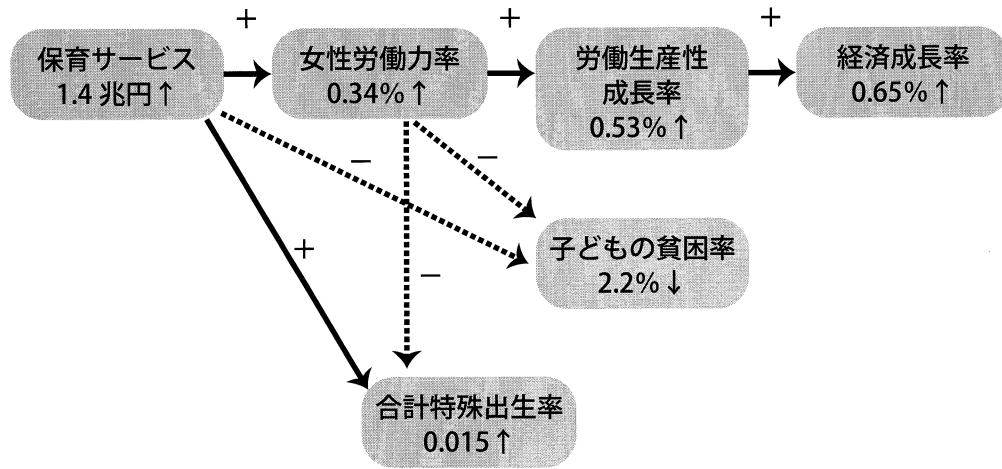 保育サービス
1.4 兆円↑
+
女性労働力率
0.34%↑
+
労働生産性
成長率
0.53%↑
+
経済成長率
0.65%↑
−
−
子どもの貧困率
2.2%↓
+
−
合計特殊出生率
0.015↑